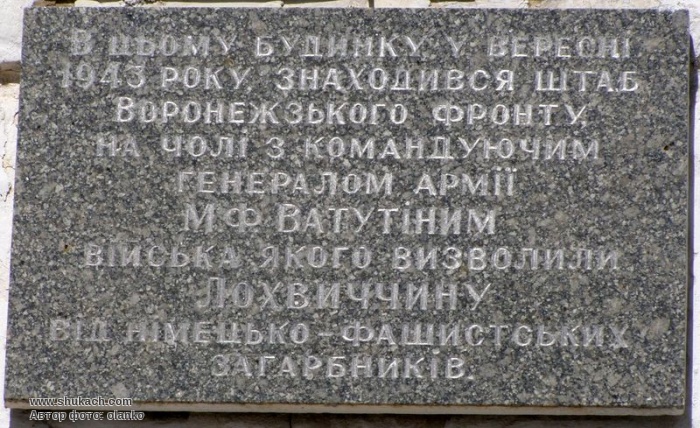 В ЦЬОМУ БУДИНКУ У ВЕРЕСНІ
1943 РОКУ, ЗНАХОДИВСЯ ШТАБ
ВОРОНЕЖЗЬКОГО ФРОНТУ
НА ЧОЛІ З КОМАНДУЮЧИМ
ГЕНЕРАЛОМ АРМІЇ
М Ф ВАТУТІНИМ
ВІЙСЬКА ЯКОГО ВИЗВОЛИЛИ
ЛОХВИЧЧИНУ
ВІД НІМЕЦЬКО-ФАШИСТСЬКИХ
ЗАГАРБНИКІВ.
www.shukach.com
Автор фото: olanko